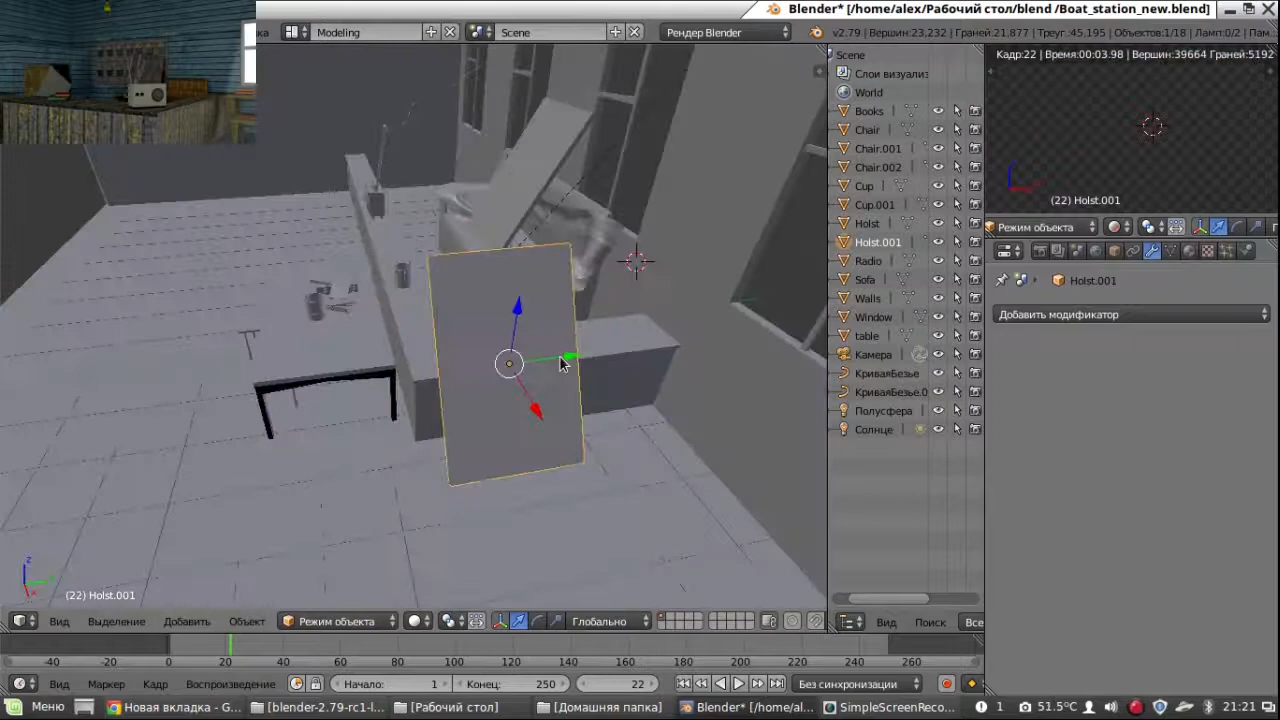 Blender* [/home/alex/Рабочий стол/blend /Boat_station_new.blend]
Modeling
Scene
Рендер Blender
v2.79 | Вершин:23.232 | Граней:21.877 | Треуг.:45.195 | Объектов:1/18 | Ламп:0/2 | Пам..
Scene
Слои визуализ
World
Books
Chair
Chair.001
Chair.002
Cup
Cup.001
Holst
Holst.001
Radio
Sofa
Walls
Window
table
Камера
КриваяБезье
КриваяБезье.0
Полусфера
Солнце
Кадр:22 | Время:00:03.98 | Вершин:39664 Граней:5192
(22) Holst.001
Режим объекта
Holst.001
Добавить модификатор
z
(22) Holst.001
Вид Выделение Добавить Объект Режим объекта Глобально
Вид Поиск Все
-40 -20 0 20 40 60 80 100 120 140 160 180 200 220 240 260
Вид Маркер Кадр Воспроизведение Начало: 1 Конец: 250 22 Без синхронизации
Меню Новая вкладка - G... [blender-2.79-rc1-l... [Рабочий стол] [Домашняя папка] Blender* [/home/al... SimpleScreenReco... 1 51.5°C 21:21